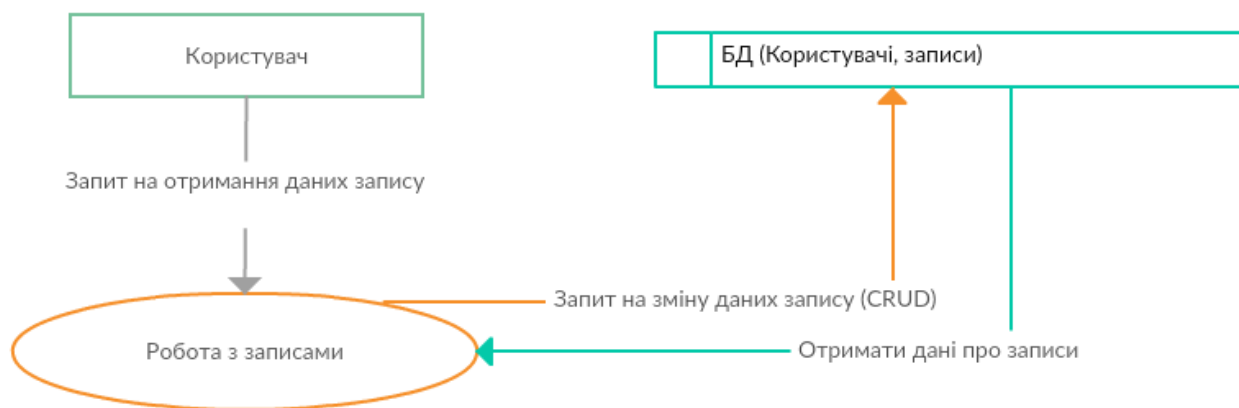 Користувач
БД (Користувачі, записи)
Запит на отримання даних запису
Запит на зміну даних запису (CRUD)
Робота з записами
Отримати дані про записи